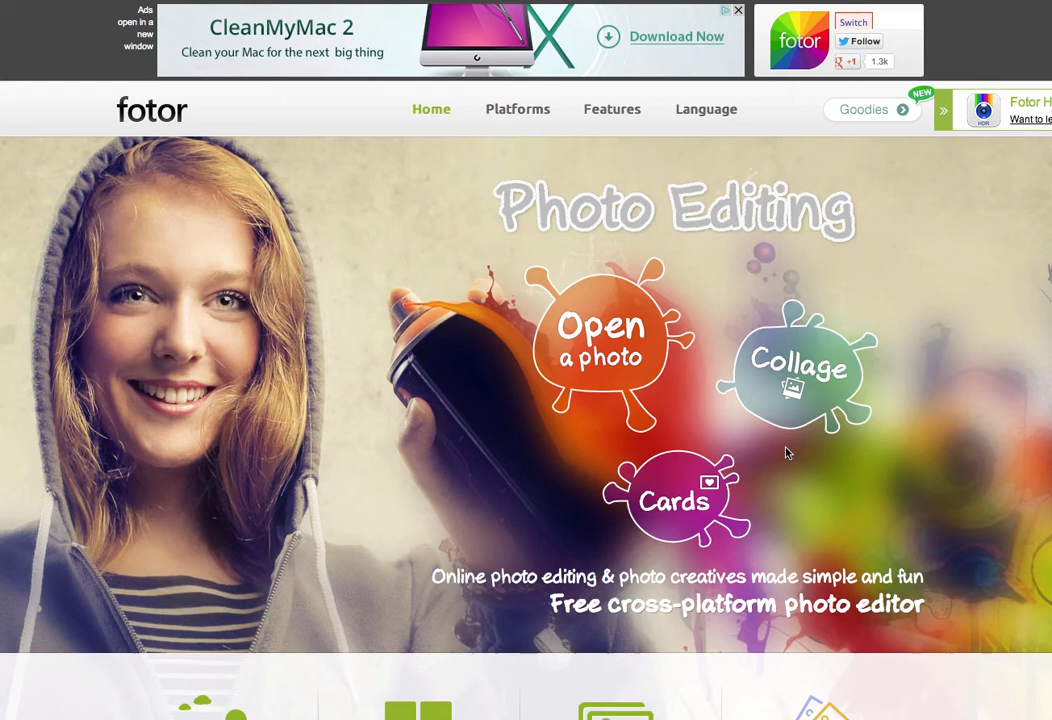 Ads
open in a
new
window
CleanMyMac 2
Clean your Mac for the next big thing
Download Now
fotor
Switch
Follow
+1
1.3k
fotor
Home
Platforms
Features
Language
Goodies
NEW
»
HDR
Fotor H
Want to le
Photo Editing
Open
a photo
Collage
Cards
Online photo editing & photo creatives made simple and fun
Free cross-platform photo editor